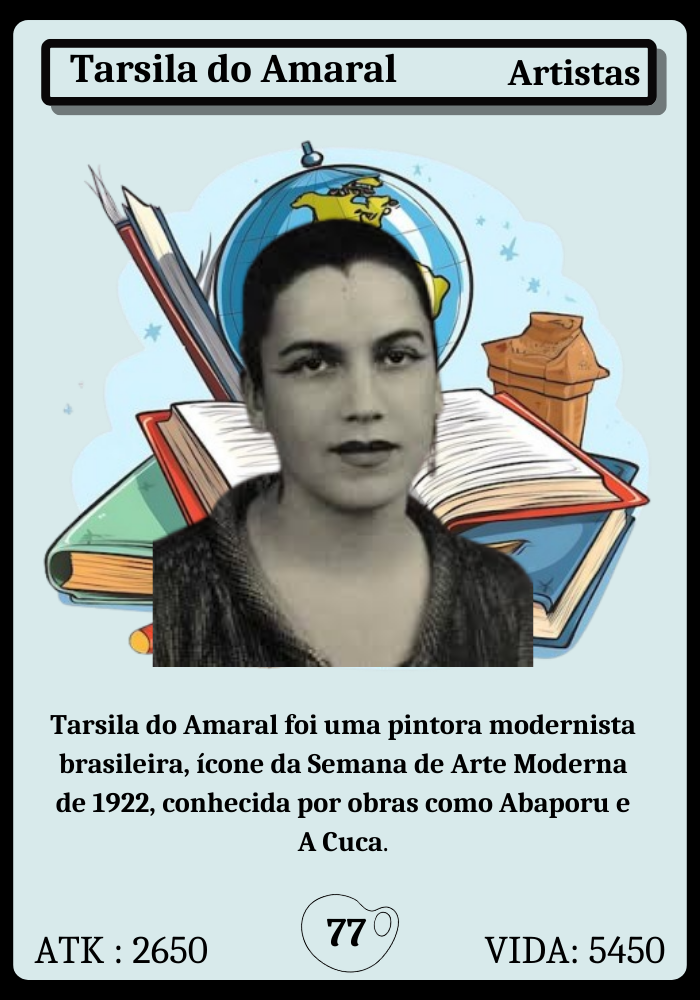 Tarsila do Amaral Artistas
Tarsila do Amaral foi uma pintora modernista
brasileira, ícone da Semana de Arte Moderna
de 1922, conhecida por obras como Abaporu e
A Cuca.
77
ATK : 2650 VIDA: 5450